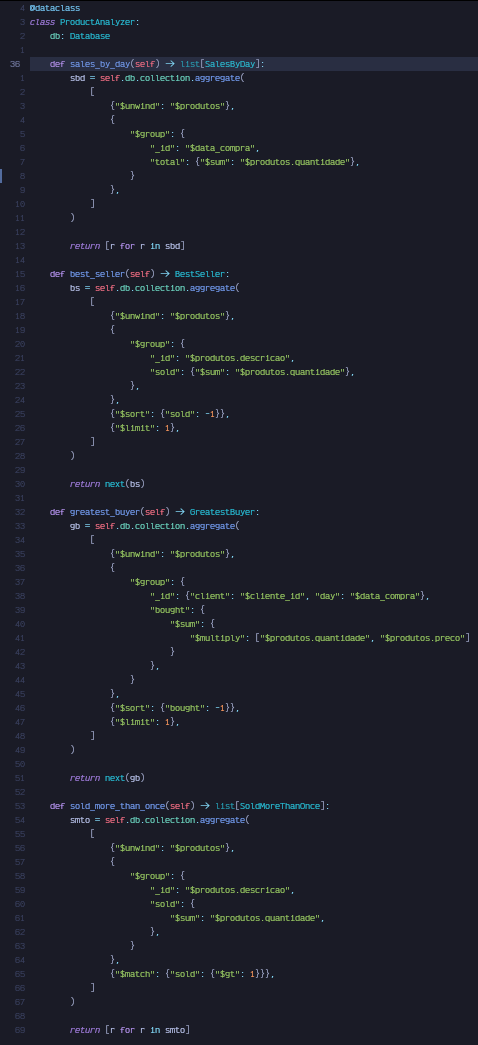 4 @dataclass
3 class ProductAnalyzer:
2     db: Database
1
36     def sales_by_day(self) -> list[SalesByDay]:
1         sbd = self.db.collection.aggregate(
2             [
3                 {"$unwind": "$produtos"},
4                 {
5                     "$group": {
6                         "_id": "$data_compra",
7                         "total": {"$sum": "$produtos.quantidade"},
8                     }
9                 },
10             ]
11         )
12
13         return [r for r in sbd]
14
15     def best_seller(self) -> BestSeller:
16         bs = self.db.collection.aggregate(
17             [
18                 {"$unwind": "$produtos"},
19                 {
20                     "$group": {
21                         "_id": "$produtos.descricao",
22                         "sold": {"$sum": "$produtos.quantidade"},
23                     },
24                 },
25                 {"$sort": {"sold": -1}},
26                 {"$limit": 1},
27             ]
28         )
29
30         return next(bs)
31
32     def greatest_buyer(self) -> GreatestBuyer:
33         gb = self.db.collection.aggregate(
34             [
35                 {"$unwind": "$produtos"},
36                 {
37                     "$group": {
38                         "_id": {"client": "$cliente_id", "day": "$data_compra"},
39                         "bought": {
40                             "$sum": {
41                                 "$multiply": ["$produtos.quantidade", "$produtos.preco"]
42                             }
43                         },
44                     }
45                 },
46                 {"$sort": {"bought": -1}},
47                 {"$limit": 1},
48             ]
49         )
50
51         return next(gb)
52
53     def sold_more_than_once(self) -> list[SoldMoreThanOnce]:
54         smto = self.db.collection.aggregate(
55             [
56                 {"$unwind": "$produtos"},
57                 {
58                     "$group": {
59                         "_id": "$produtos.descricao",
60                         "sold": {
61                             "$sum": "$produtos.quantidade",
62                         },
63                     }
64                 },
65                 {"$match": {"sold": {"$gt": 1}}},
66             ]
67         )
68
69         return [r for r in smto]